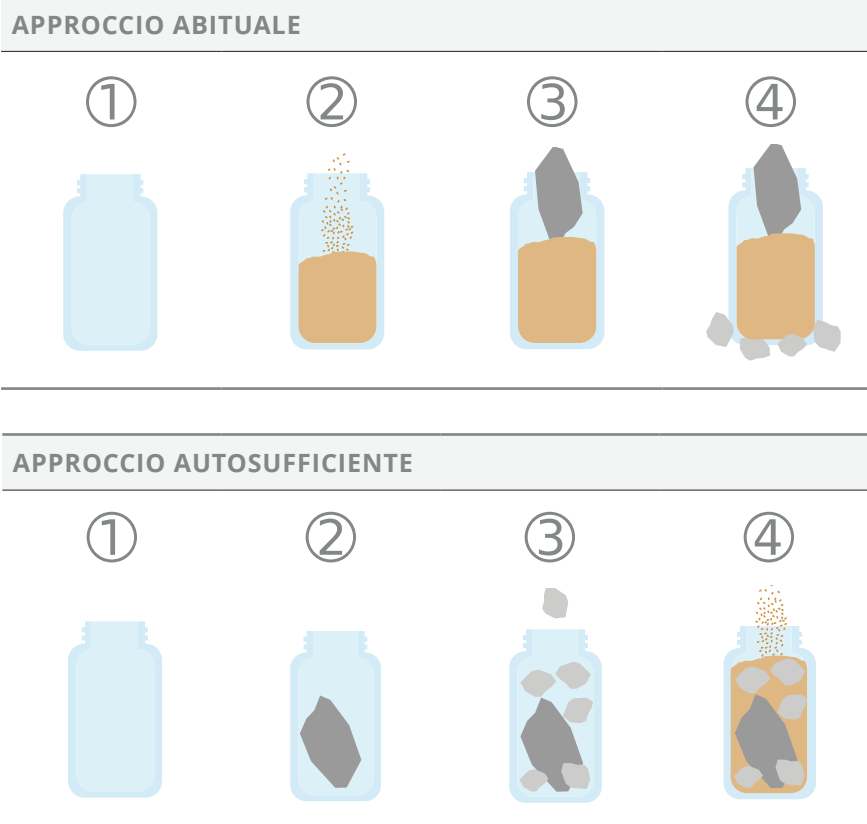 APPROCCIO ABITUALE
① ② ③ ④
APPROCCIO AUTOSUFFICIENTE
① ② ③ ④